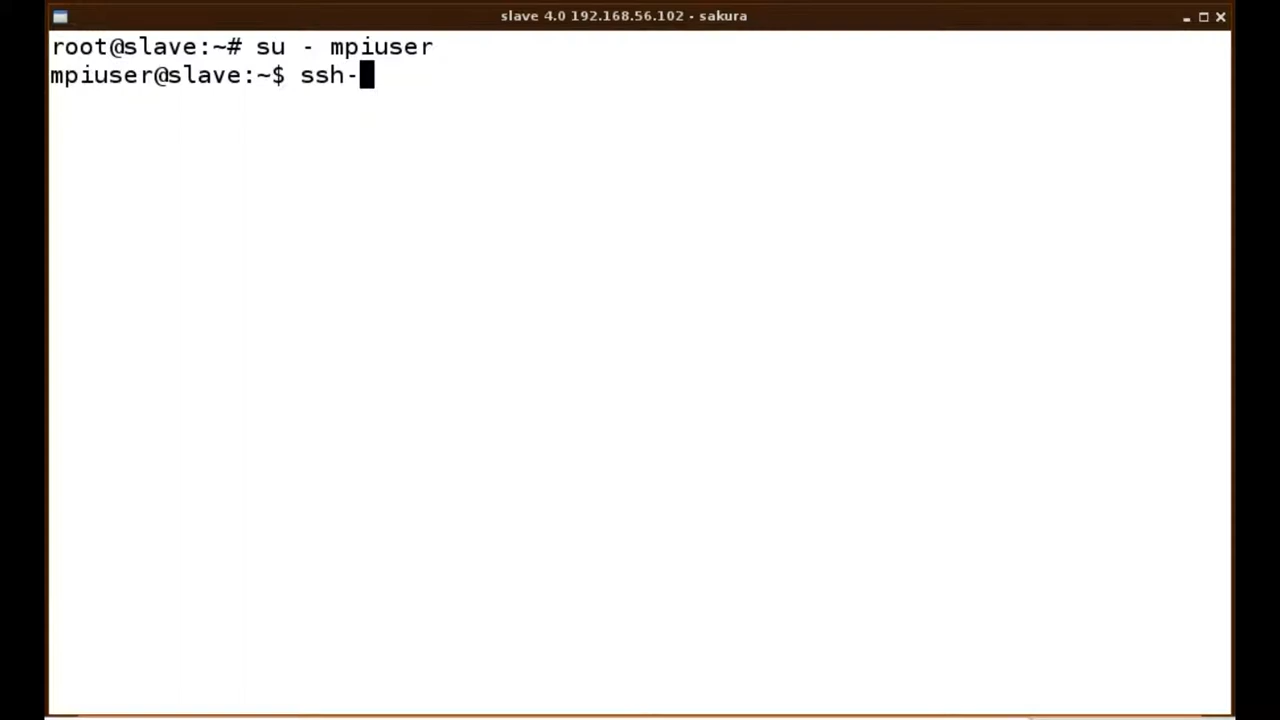 slave 4.0 192.168.56.102 - sakura
root@slave:~# su - mpiuser
mpiuser@slave:~$ ssh-